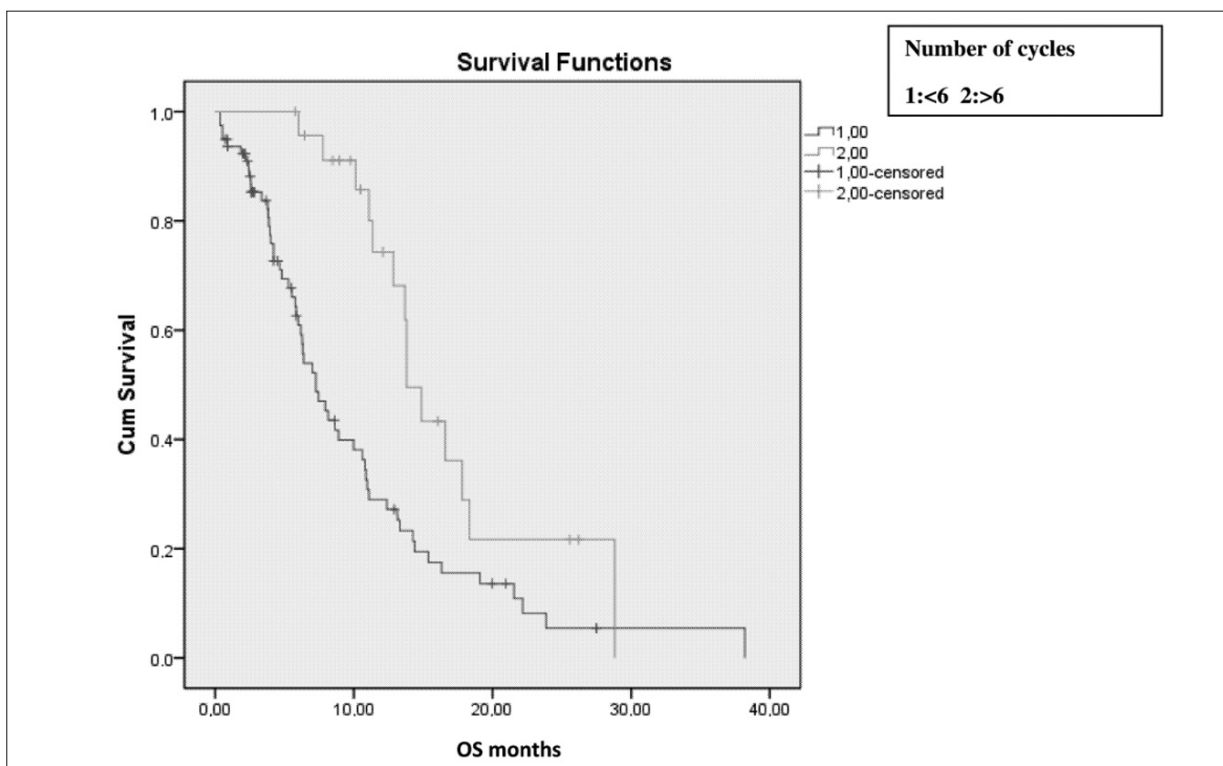 Number of cycles
1:<6 2:>6
Survival Functions
1,00
2,00
1,00-censored
2,00-censored
Cum Survival
1.0
0.8
0.6
0.4
0.2
0.0
0,00 10,00 20,00 30,00 40,00
OS months